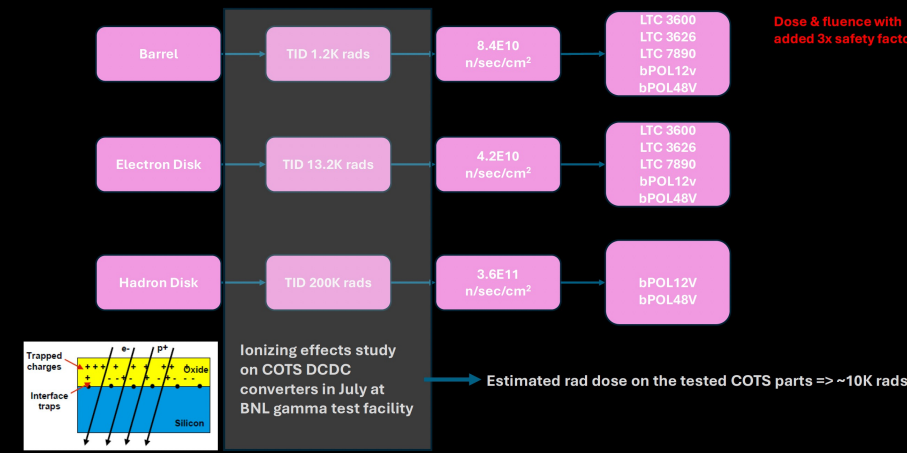 Barrel
TID 1.2K rads
8.4E10
n/sec/cm²
LTC 3600
LTC 3626
LTC 7890
bPOL12v
bPOL48V
Dose & fluence with
added 3x safety facto
Electron Disk
TID 13.2K rads
4.2E10
n/sec/cm²
LTC 3600
LTC 3626
LTC 7890
bPOL12v
bPOL48V
Hadron Disk
TID 200K rads
3.6E11
n/sec/cm²
bPOL12V
bPOL48V
Trapped
charges
e-
p+
Oxide
Interface
traps
Silicon
Ionizing effects study
on COTS DCDC
converters in July at
BNL gamma test facility
Estimated rad dose on the tested COTS parts => ~10K rads